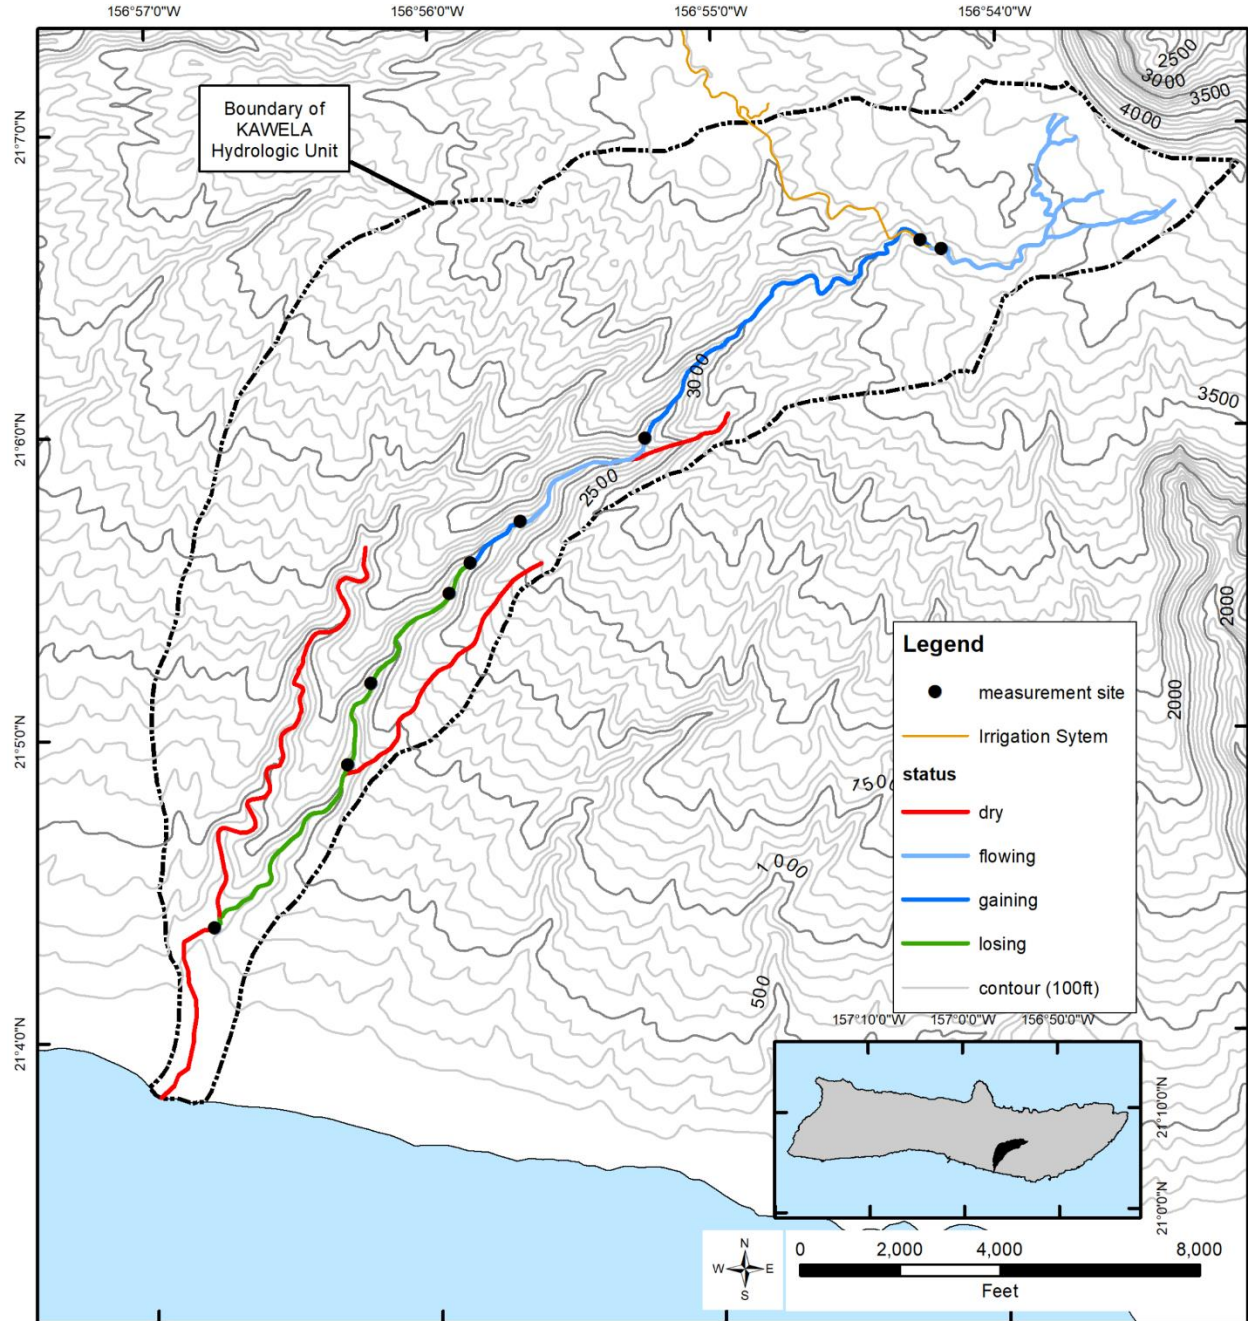 156°57'0"W
156°56'0"W
156°55'0"W
156°54'0"W
2500
3000
3500
4000
Boundary of
KAWELA
Hydrologic Unit
21°7'0"N
3000
3500
21°6'0"N
2500
2000
2000
Legend
measurement site
Irrigation Sytem
status
dry
flowing
gaining
losing
contour (100ft)
21°5'0"N
1500
1,000
500
21°4'0"N
157°10'0"W
157°0'0"W
156°50'0"W
21°10'0"N
21°0'0"N
N
W E
S
0 2,000 4,000 8,000
Feet